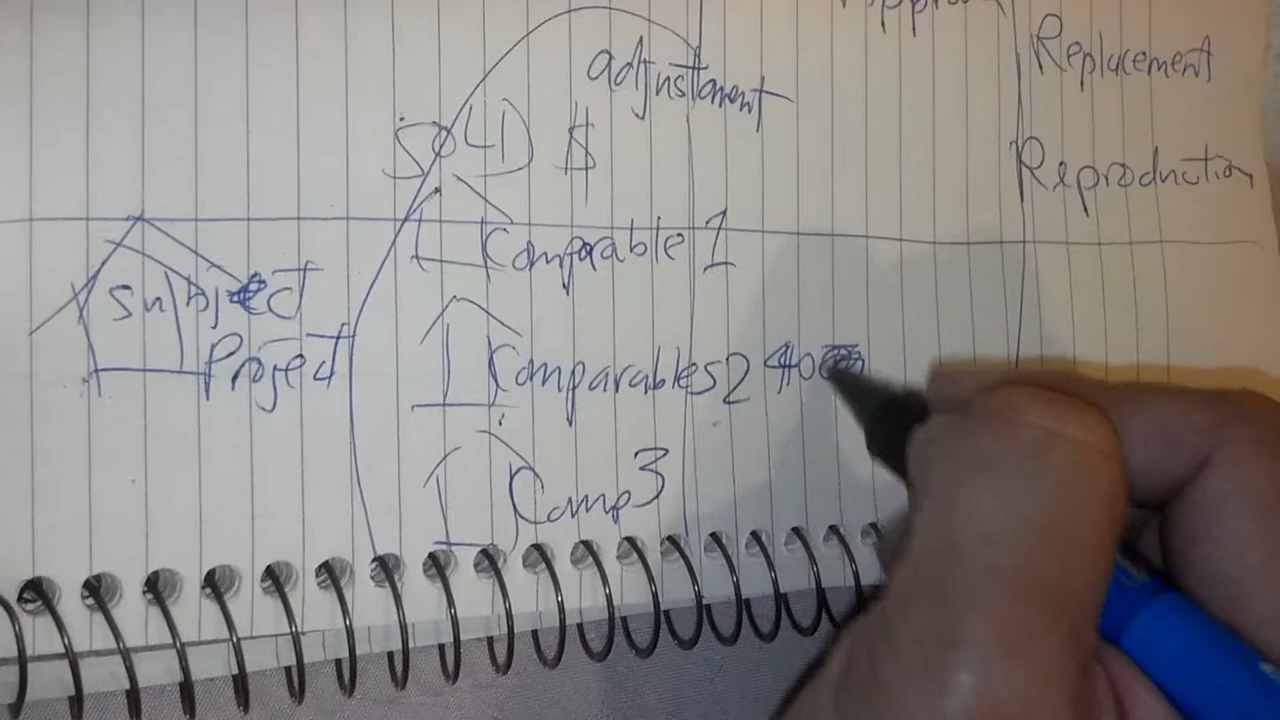 Replacement
adjustment
SOLD $
Reproduction
Comparable 1
Subject
Project
Comparables 2
Comp 3